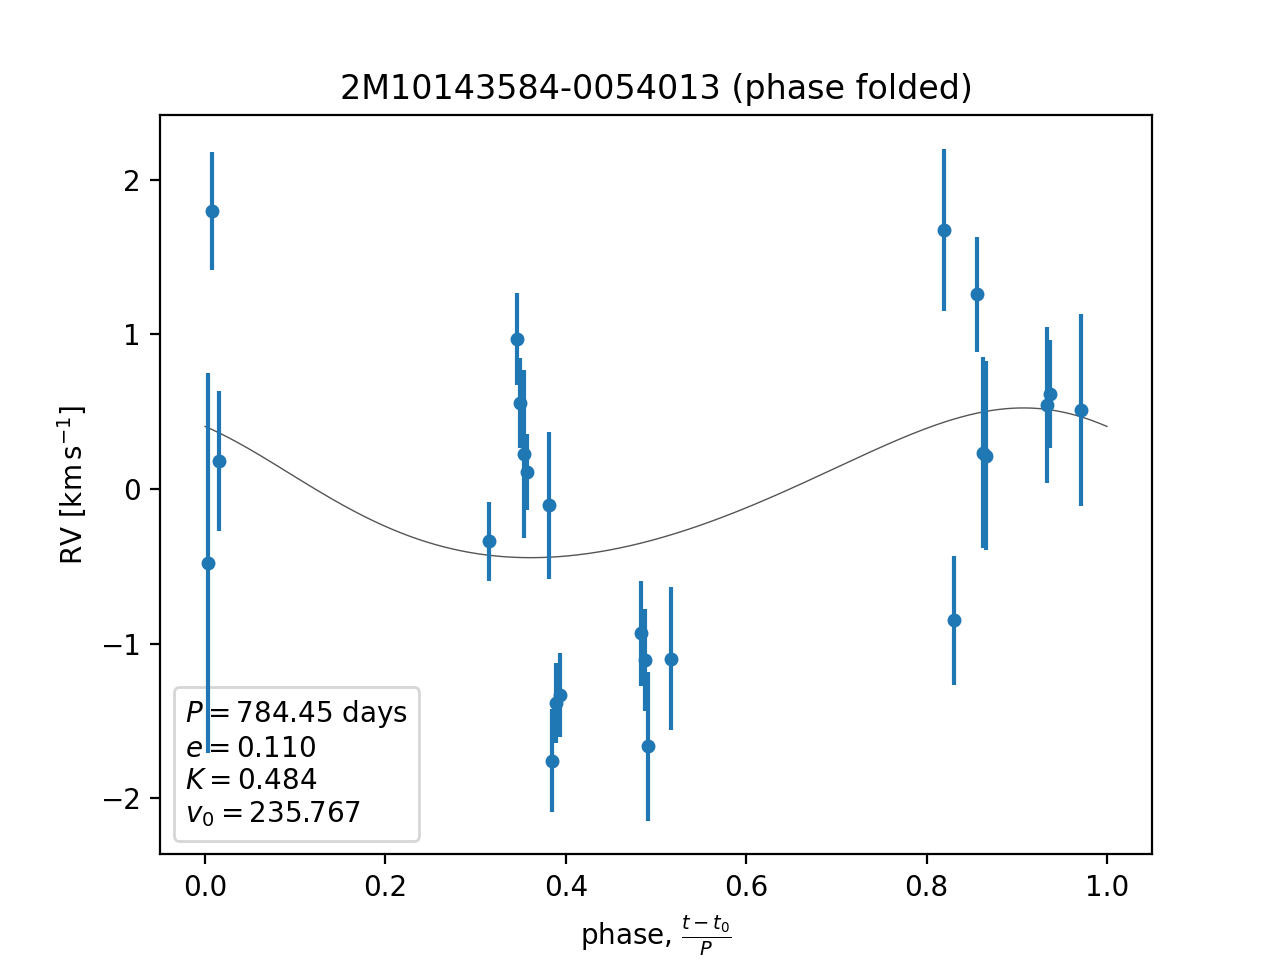 2M10143584-0054013 (phase folded)
RV [km s⁻¹]
2
1
0
−1
−2
P = 784.45 days
e = 0.110
K = 0.484
v₀ = 235.767
0.0 0.2 0.4 0.6 0.8 1.0
phase, (t − t₀)/P